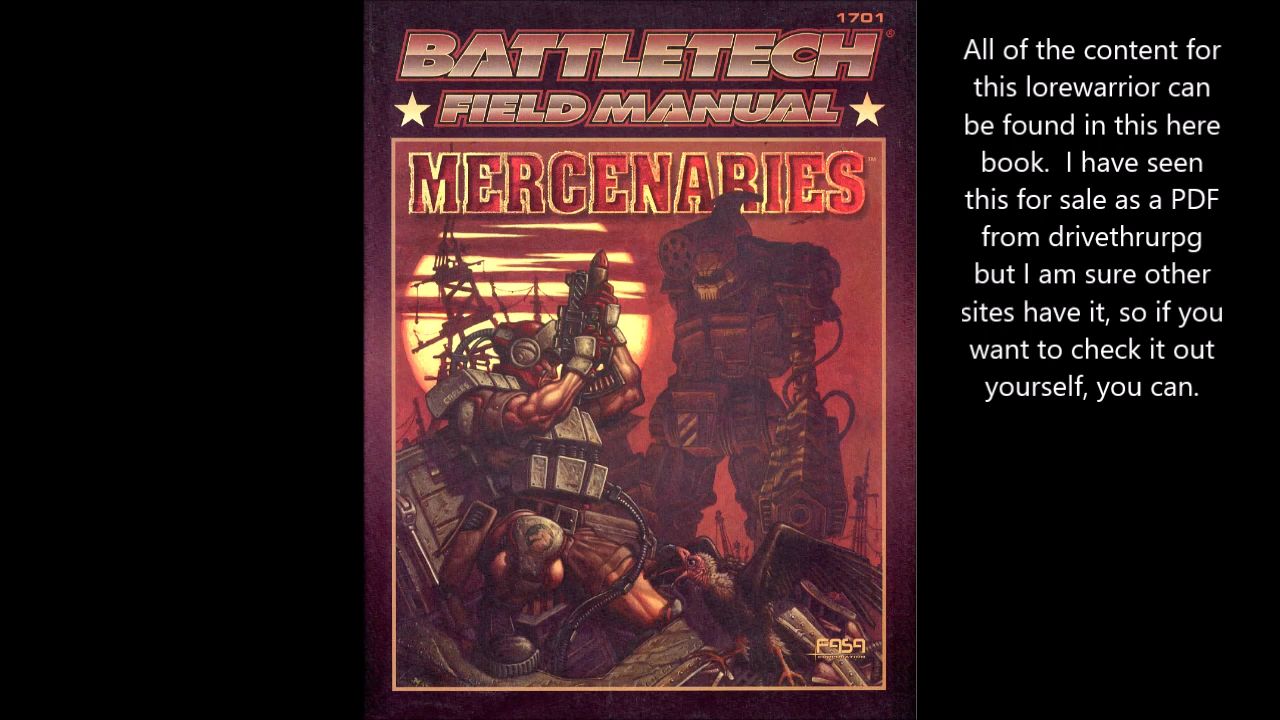 1701
BATTLETECH®
FIELD MANUAL
MERCENARIES™
FASA
CORPORATION
All of the content for
this lorewarrior can
be found in this here
book.  I have seen
this for sale as a PDF
from drivethrurpg
but I am sure other
sites have it, so if you
want to check it out
yourself, you can.